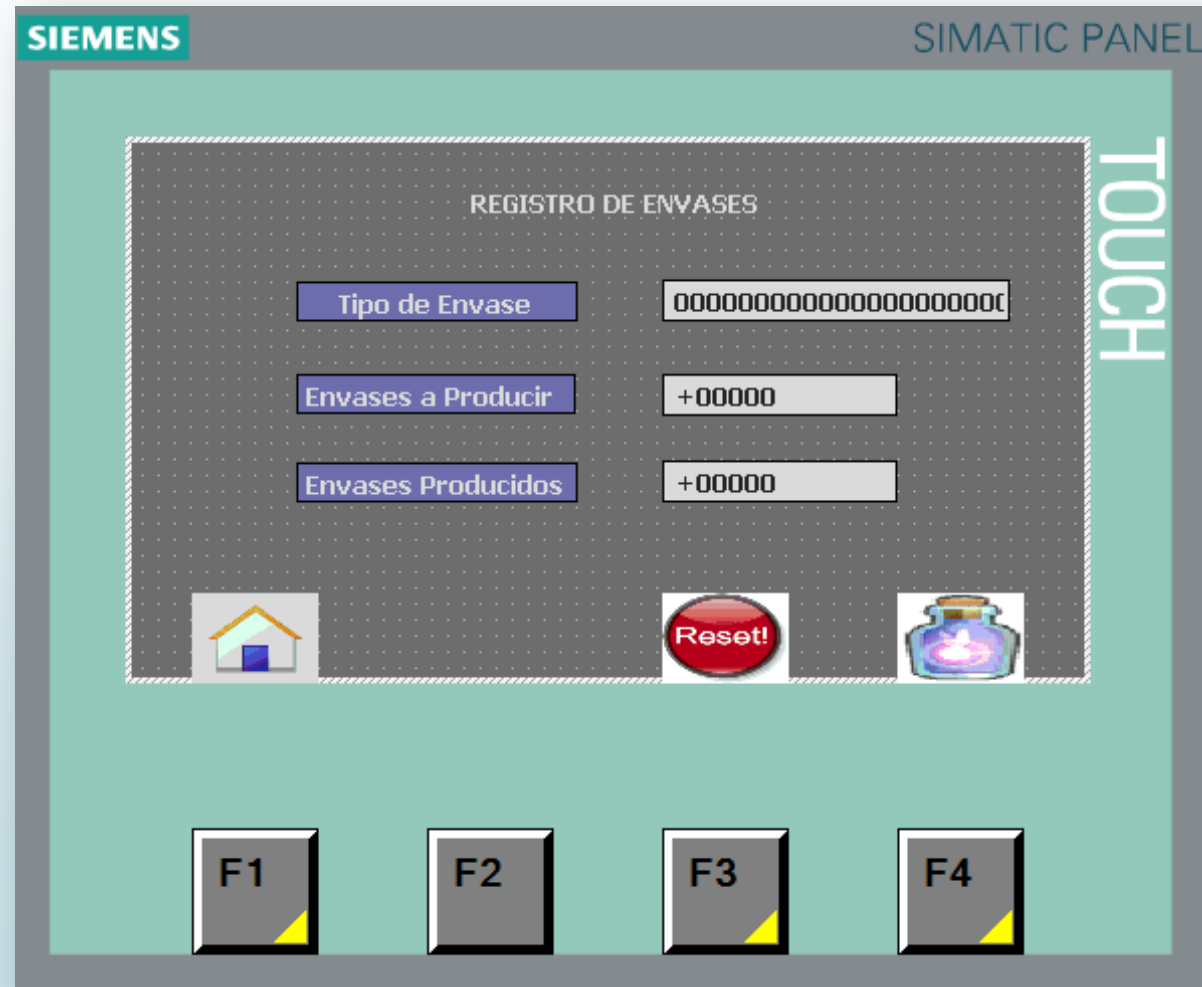 SIEMENS
SIMATIC PANEL
TOUCH
REGISTRO DE ENVASES
Tipo de Envase
00000000000000000000000
Envases a Producir
+00000
Envases Producidos
+00000
Reset!
F1
F2
F3
F4